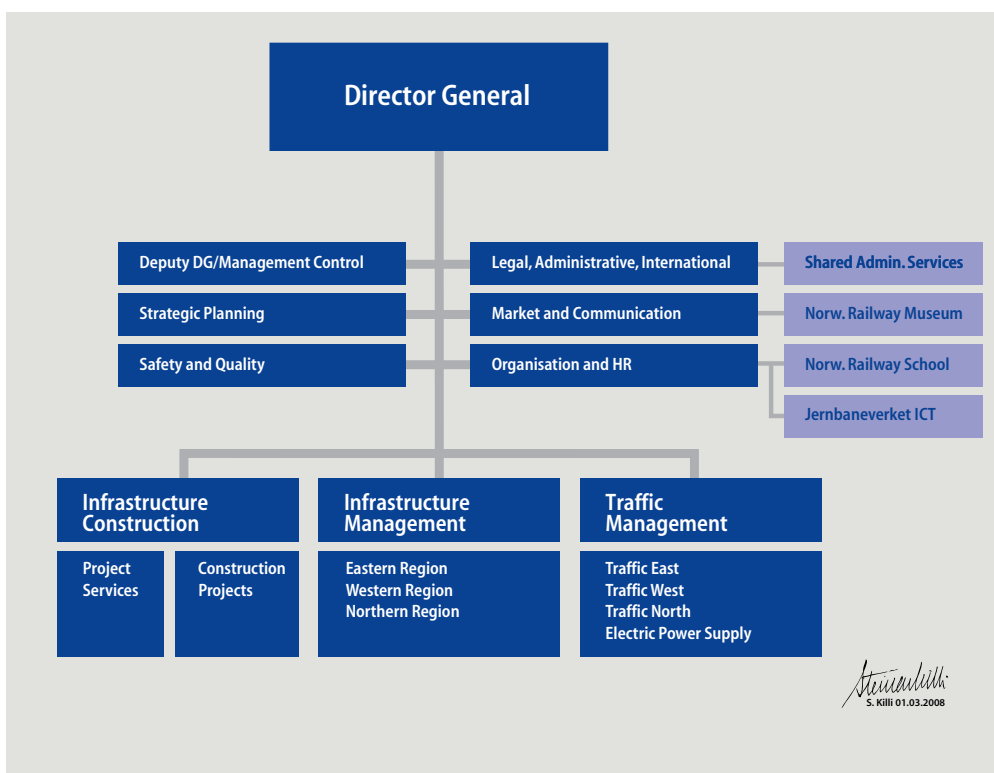 Director General
Deputy DG/Management Control
Legal, Administrative, International
Shared Admin. Services
Strategic Planning
Market and Communication
Norw. Railway Museum
Safety and Quality
Organisation and HR
Norw. Railway School
Jernbaneverket ICT
Infrastructure
Construction
Project
Services
Construction
Projects
Infrastructure
Management
Eastern Region
Western Region
Northern Region
Traffic
Management
Traffic East
Traffic West
Traffic North
Electric Power Supply
S. Killi 01.03.2008